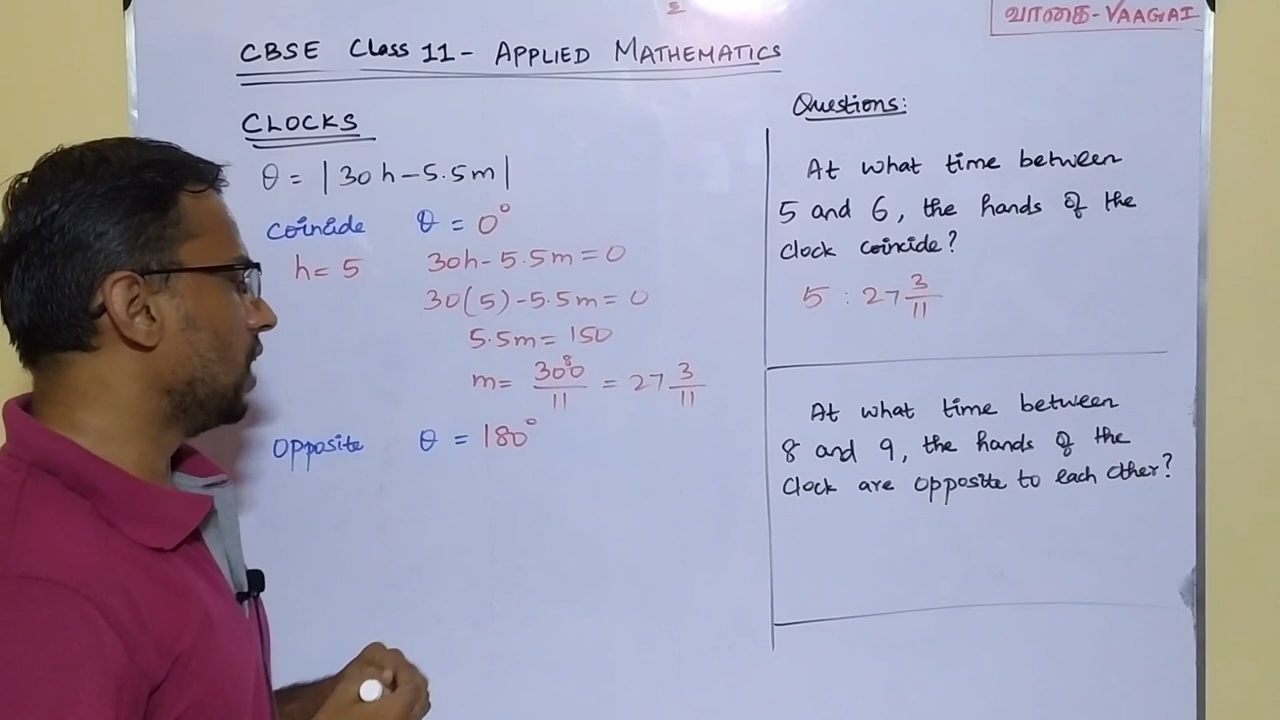 வாகை-VAAGAI
CBSE Class 11 - APPLIED MATHEMATICS
CLOCKS
θ = |30h-5.5m|
coincide θ = 0°
h= 5 30h-5.5m=0
30(5)-5.5m=0
5.5m= 150
m= 300/11 = 27 3/11
opposite θ = 180°
Questions:
At what time between
5 and 6, the hands of the
clock coincide?
5 : 27 3/11
At what time between
8 and 9, the hands of the
clock are opposite to each other?